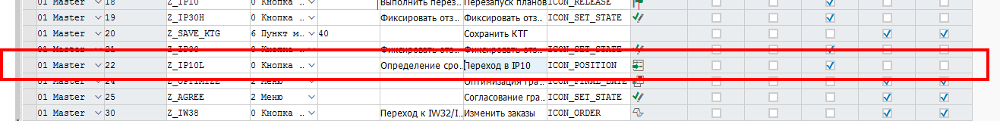 01 Master 18 Z_IP10 0 Кнопка ... Выполнить перез... Перезапуск планов ICON_RELEASE
01 Master 19 Z_IP30H 0 Кнопка ... Фиксировать отз... Фиксировать отз... ICON_SET_STATE
01 Master 20 Z_SAVE_KTG 6 Пункт м... 40 Сохранить КТГ
01 Master 21 Z_IP30 0 Кнопка ... Фиксировать отз... Фиксировать отз... ICON_SET_STATE
01 Master 22 Z_IP10L 0 Кнопка ... Определение сро... Переход в IP10 ICON_POSITION
01 Master 24 Z_OPTIMIZE 2 Меню Оптимизация гра... ICON_FINAL_DATE
01 Master 25 Z_AGREE 2 Меню Согласование гра... ICON_SET_STATE
01 Master 30 Z_IW38 0 Кнопка ... Переход к IW32/I... Изменить заказы ICON_ORDER